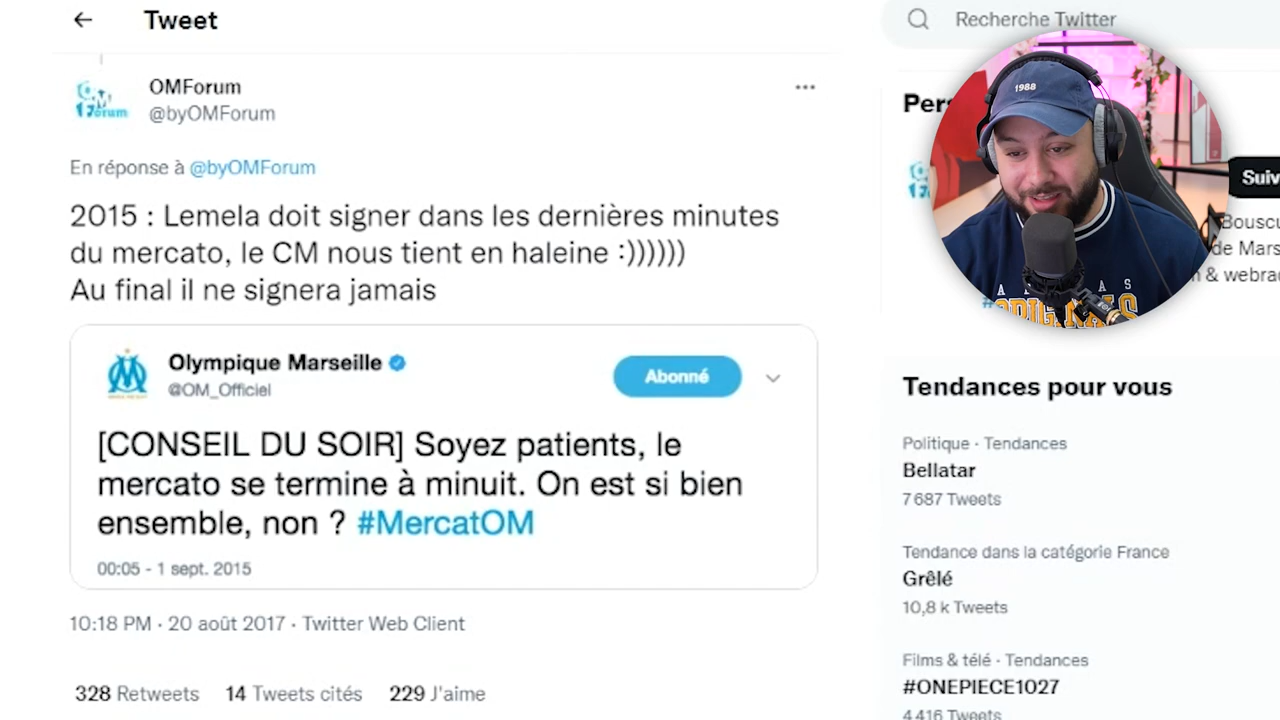 Tweet
Recherche Twitter
OMForum
@byOMForum
En réponse à @byOMForum
2015 : Lemela doit signer dans les dernières minutes
du mercato, le CM nous tient en haleine :))))))
Au final il ne signera jamais
Olympique Marseille
@OM_Officiel
Abonné
[CONSEIL DU SOIR] Soyez patients, le
mercato se termine à minuit. On est si bien
ensemble, non ? #MercatOM
00:05 - 1 sept. 2015
10:18 PM · 20 août 2017 · Twitter Web Client
328 Retweets 14 Tweets cités 229 J'aime
1988
ORIGINALS
Tendances pour vous
Politique · Tendances
Bellatar
7 687 Tweets
Tendance dans la catégorie France
Grêlé
10,8 k Tweets
Films & télé · Tendances
#ONEPIECE1027
4 416 Tweets